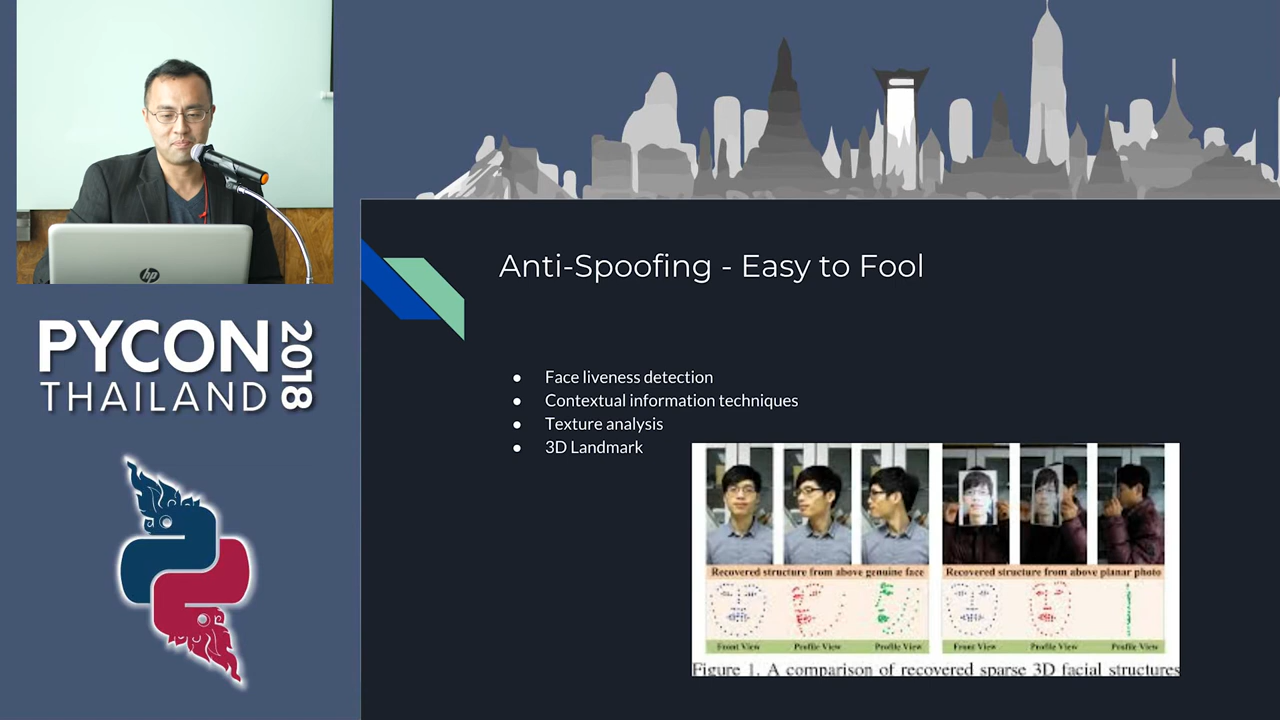 hp
PYCON
THAILAND
2018
Anti-Spoofing - Easy to Fool
● Face liveness detection
● Contextual information techniques
● Texture analysis
● 3D Landmark
Recovered structure from above genuine face
Recovered structure from above planar photo
Front View Profile View Profile View
Front View Profile View Profile View
Figure 1. A comparison of recovered sparse 3D facial structures